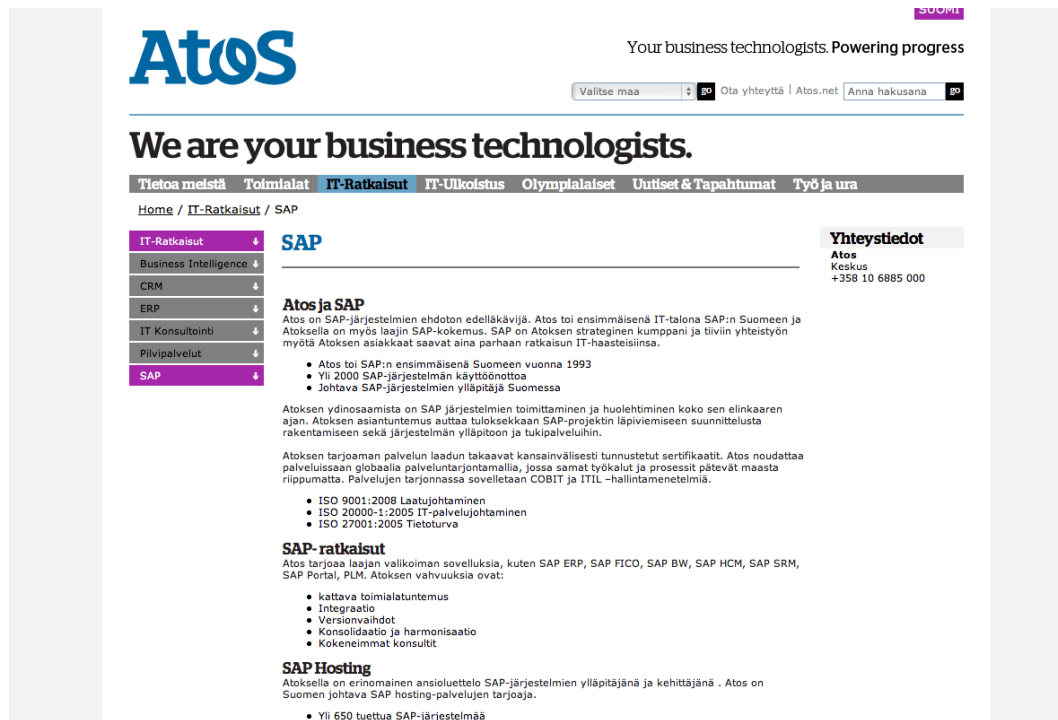 SUOMI
Atos
Your business technologists. Powering progress
Valitse maa go Ota yhteyttä | Atos.net Anna hakusana go
We are your business technologists.
Tietoa meistä Toimialat IT-Ratkaisut IT-Ulkoistus Olympialaiset Uutiset & Tapahtumat Työ ja ura
Home / IT-Ratkaisut / SAP
IT-Ratkaisut
Business Intelligence
CRM
ERP
IT Konsultointi
Pilvipalvelut
SAP
SAP
Atos ja SAP
Atos on SAP-järjestelmien ehdoton edelläkävijä. Atos toi ensimmäisenä IT-talona SAP:n Suomeen ja
Atoksella on myös laajin SAP-kokemus. SAP on Atoksen strateginen kumppani ja tiiviin yhteistyön
myötä Atoksen asiakkaat saavat aina parhaan ratkaisun IT-haasteisiinsa.
• Atos toi SAP:n ensimmäisenä Suomeen vuonna 1993
• Yli 2000 SAP-järjestelmän käyttöönottoa
• Johtava SAP-järjestelmien ylläpitäjä Suomessa
Atoksen ydinosaamista on SAP järjestelmien toimittaminen ja huolehtiminen koko sen elinkaaren
ajan. Atoksen asiantuntemus auttaa tuloksekkaan SAP-projektin läpiviemiseen suunnittelusta
rakentamiseen sekä järjestelmän ylläpitoon ja tukipalveluihin.
Atoksen tarjoaman palvelun laadun takaavat kansainvälisesti tunnustetut sertifikaatit. Atos noudattaa
palveluissaan globaalia palveluntarjontamallia, jossa samat työkalut ja prosessit pätevät maasta
riippumatta. Palvelujen tarjonnassa sovelletaan COBIT ja ITIL –hallintamenetelmiä.
• ISO 9001:2008 Laatujohtaminen
• ISO 20000-1:2005 IT-palvelujohtaminen
• ISO 27001:2005 Tietoturva
SAP- ratkaisut
Atos tarjoaa laajan valikoiman sovelluksia, kuten SAP ERP, SAP FICO, SAP BW, SAP HCM, SAP SRM,
SAP Portal, PLM. Atoksen vahvuuksia ovat:
• kattava toimialatuntemus
• Integraatio
• Versionvaihdot
• Konsolidaatio ja harmonisaatio
• Kokeneimmat konsultit
SAP Hosting
Atoksella on erinomainen ansioluettelo SAP-järjestelmien ylläpitäjänä ja kehittäjänä . Atos on
Suomen johtava SAP hosting-palvelujen tarjoaja.
• Yli 650 tuettua SAP-järjestelmää
Yhteystiedot
Atos
Keskus
+358 10 6885 000